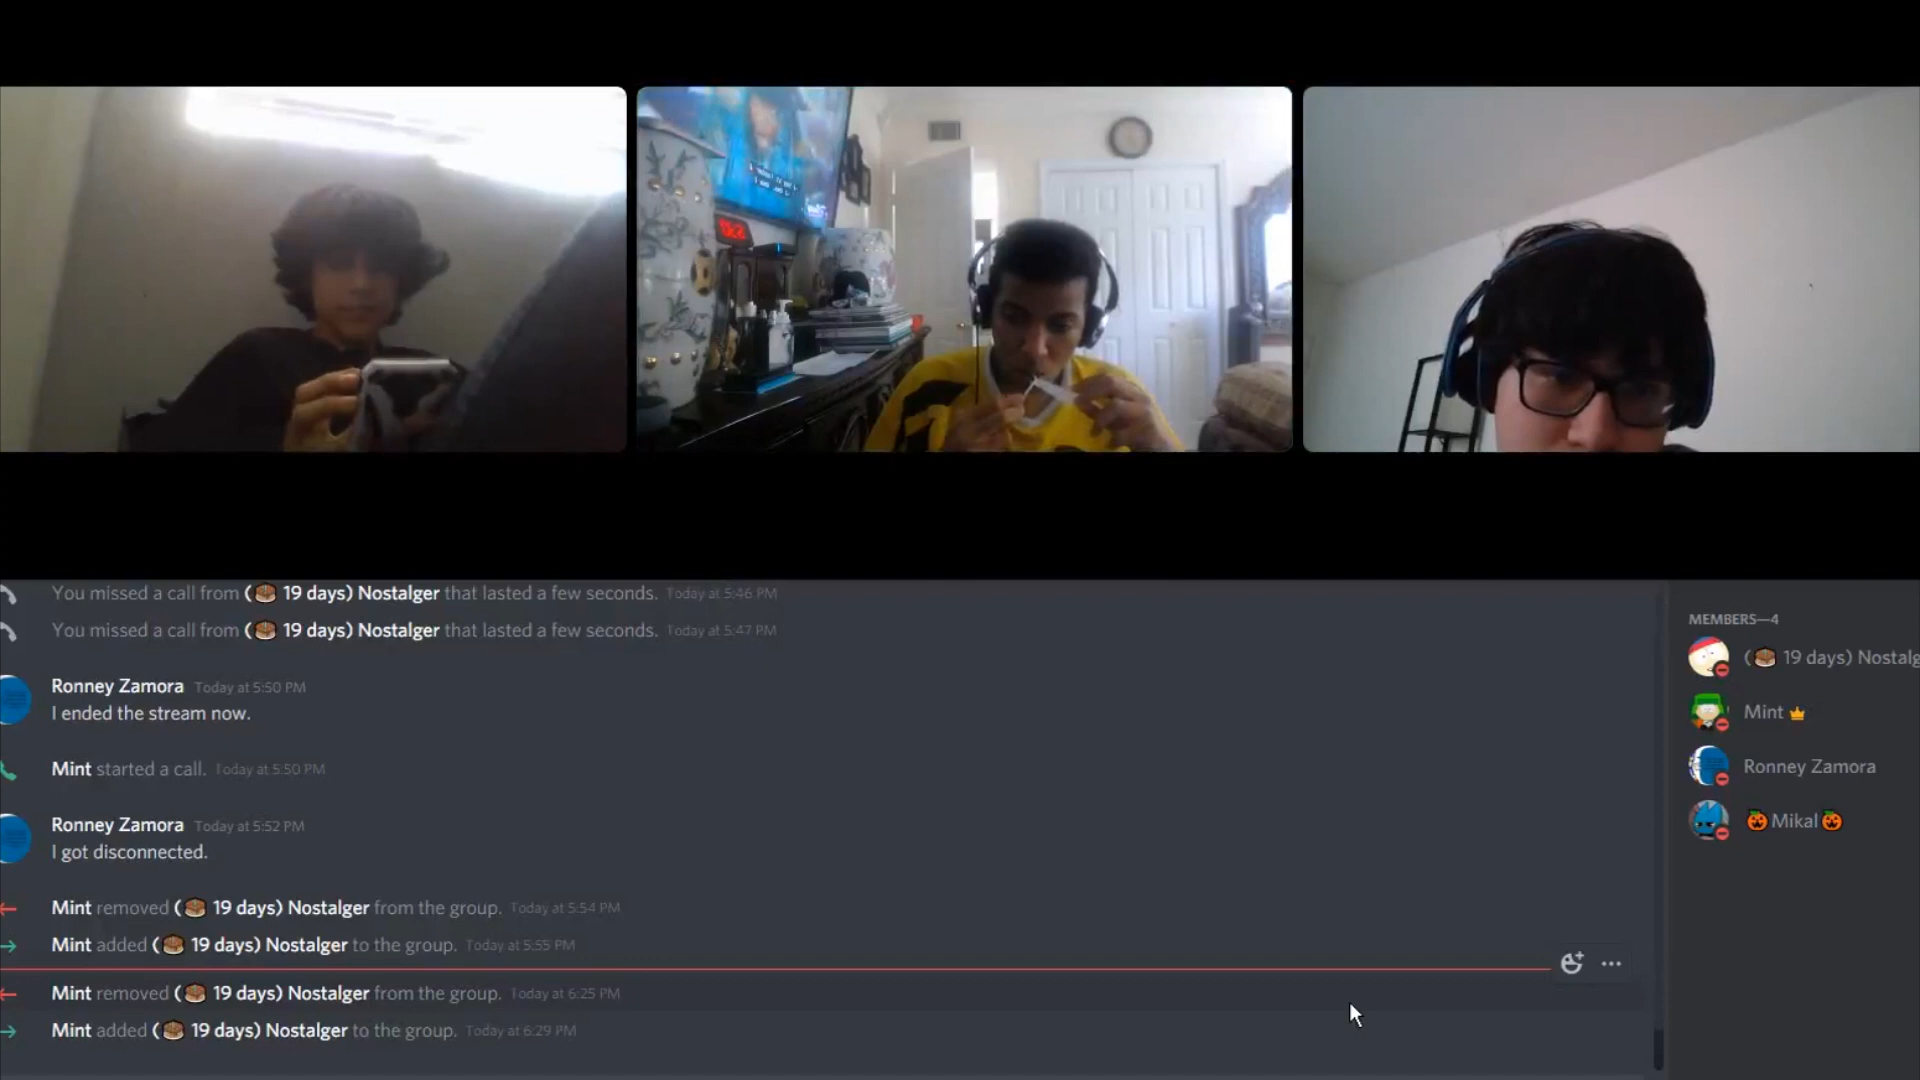 You missed a call from (🎂 19 days) Nostalger that lasted a few seconds. Today at 5:46 PM
You missed a call from (🎂 19 days) Nostalger that lasted a few seconds. Today at 5:47 PM
Ronney Zamora Today at 5:50 PM
I ended the stream now.
Mint started a call. Today at 5:50 PM
Ronney Zamora Today at 5:52 PM
I got disconnected.
Mint removed (🎂 19 days) Nostalger from the group. Today at 5:54 PM
Mint added (🎂 19 days) Nostalger to the group. Today at 5:55 PM
Mint removed (🎂 19 days) Nostalger from the group. Today at 6:25 PM
Mint added (🎂 19 days) Nostalger to the group. Today at 6:29 PM
MEMBERS—4
(🎂 19 days) Nostalg
Mint
Ronney Zamora
🎃Mikal🎃